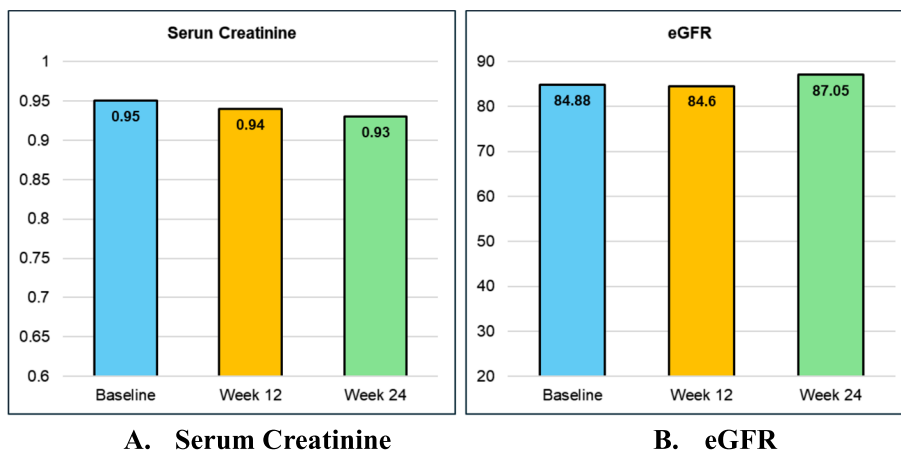 Serun Creatinine
1
0.95
0.9
0.85
0.8
0.75
0.7
0.65
0.6
0.95
0.94
0.93
Baseline
Week 12
Week 24
A. Serum Creatinine
eGFR
90
80
70
60
50
40
30
20
84.88
84.6
87.05
Baseline
Week 12
Week 24
B. eGFR